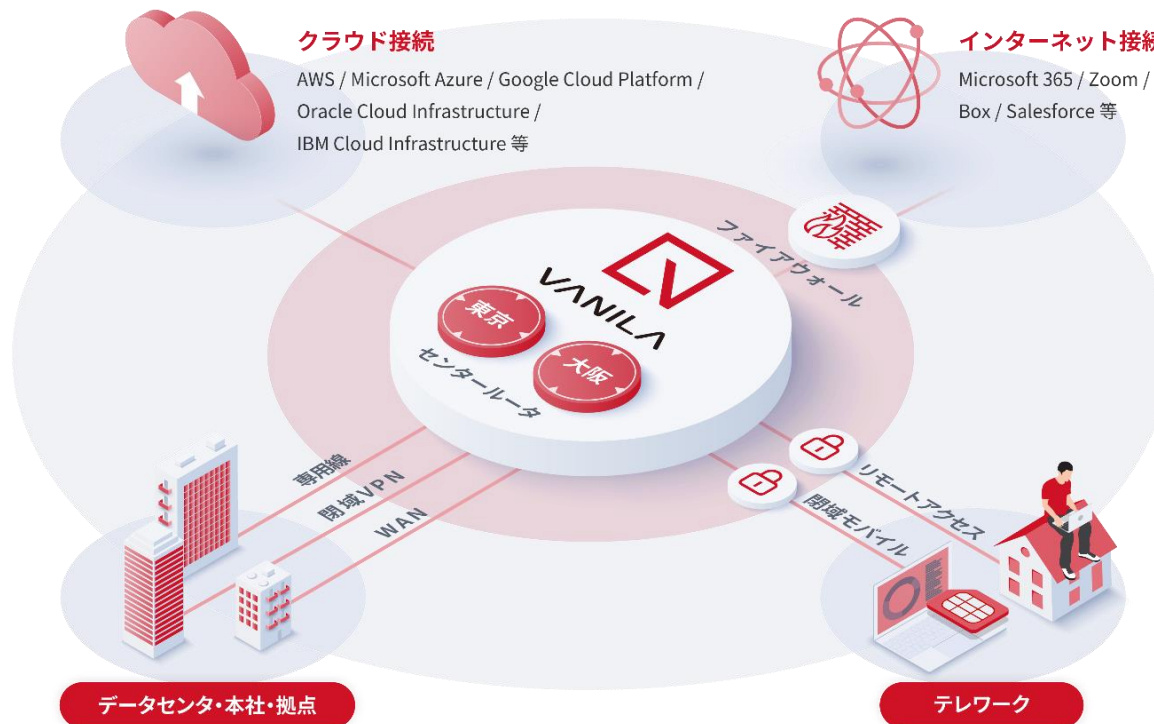 クラウド接続
AWS / Microsoft Azure / Google Cloud Platform /
Oracle Cloud Infrastructure /
IBM Cloud Infrastructure 等
インターネット接続
Microsoft 365 / Zoom /
Box / Salesforce 等
ファイアウォール
VANILA
東京
大阪
センタールータ
専用線
閉域VPN
WAN
リモートアクセス
閉域モバイル
データセンタ・本社・拠点
テレワーク